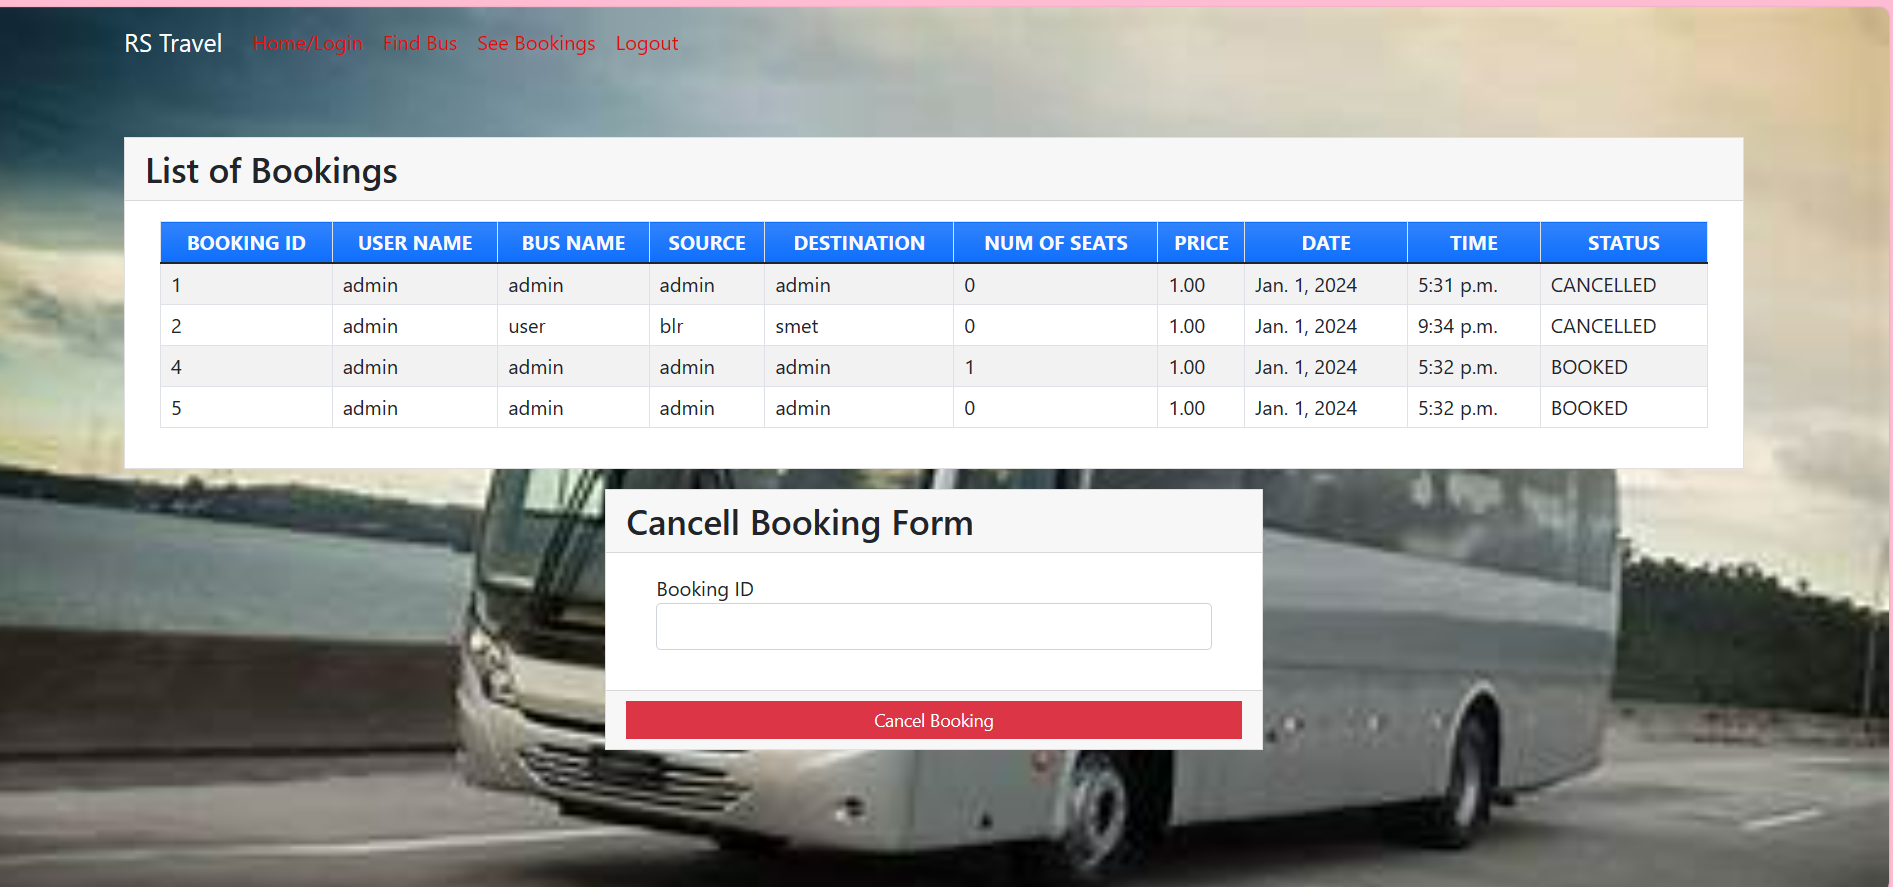 RS Travel Home/Login Find Bus See Bookings Logout
List of Bookings
BOOKING ID USER NAME BUS NAME SOURCE DESTINATION NUM OF SEATS PRICE DATE TIME STATUS
1 admin admin admin admin 0 1.00 Jan. 1, 2024 5:31 p.m. CANCELLED
2 admin user blr smet 0 1.00 Jan. 1, 2024 9:34 p.m. CANCELLED
4 admin admin admin admin 1 1.00 Jan. 1, 2024 5:32 p.m. BOOKED
5 admin admin admin admin 0 1.00 Jan. 1, 2024 5:32 p.m. BOOKED
Cancell Booking Form
Booking ID
Cancel Booking